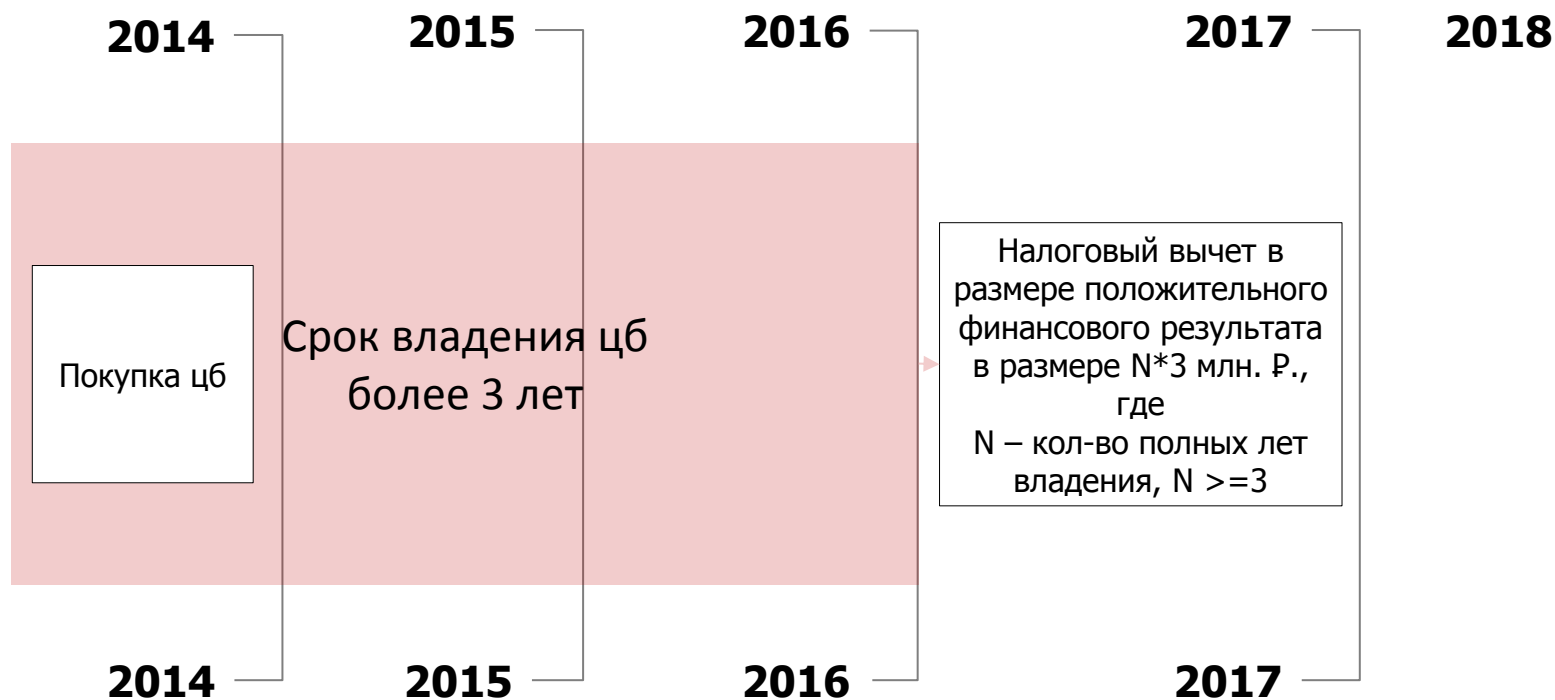 2014
2015
2016
2017
2018
Покупка цб
Срок владения цб
более 3 лет
Налоговый вычет в
размере положительного
финансового результата
в размере N*3 млн. ₽.,
где
N – кол-во полных лет
владения, N >=3
2014
2015
2016
2017